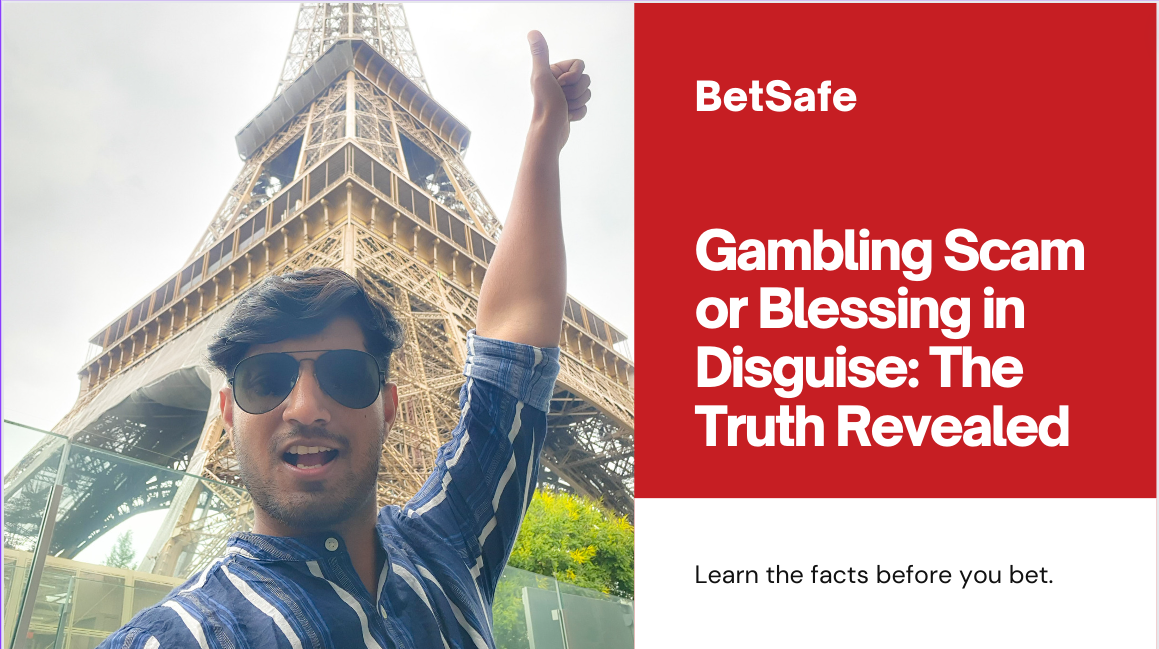 BetSafe
Gambling Scam
or Blessing in
Disguise: The
Truth Revealed
Learn the facts before you bet.